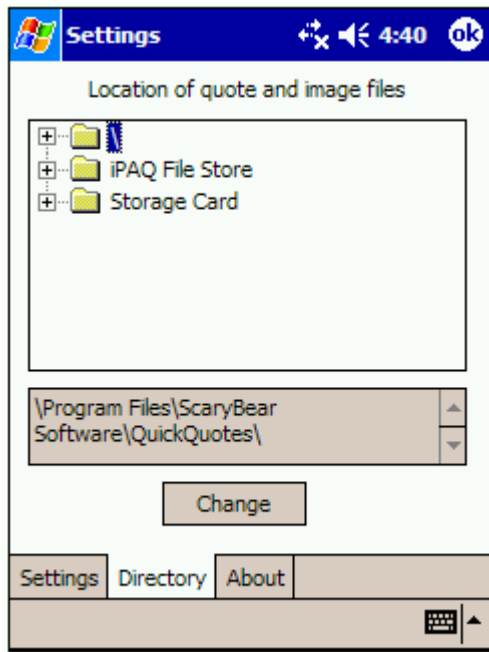 Settings 4:40 ok
Location of quote and image files
\
iPAQ File Store
Storage Card
\Program Files\ScaryBear
Software\QuickQuotes\
Change
Settings Directory About